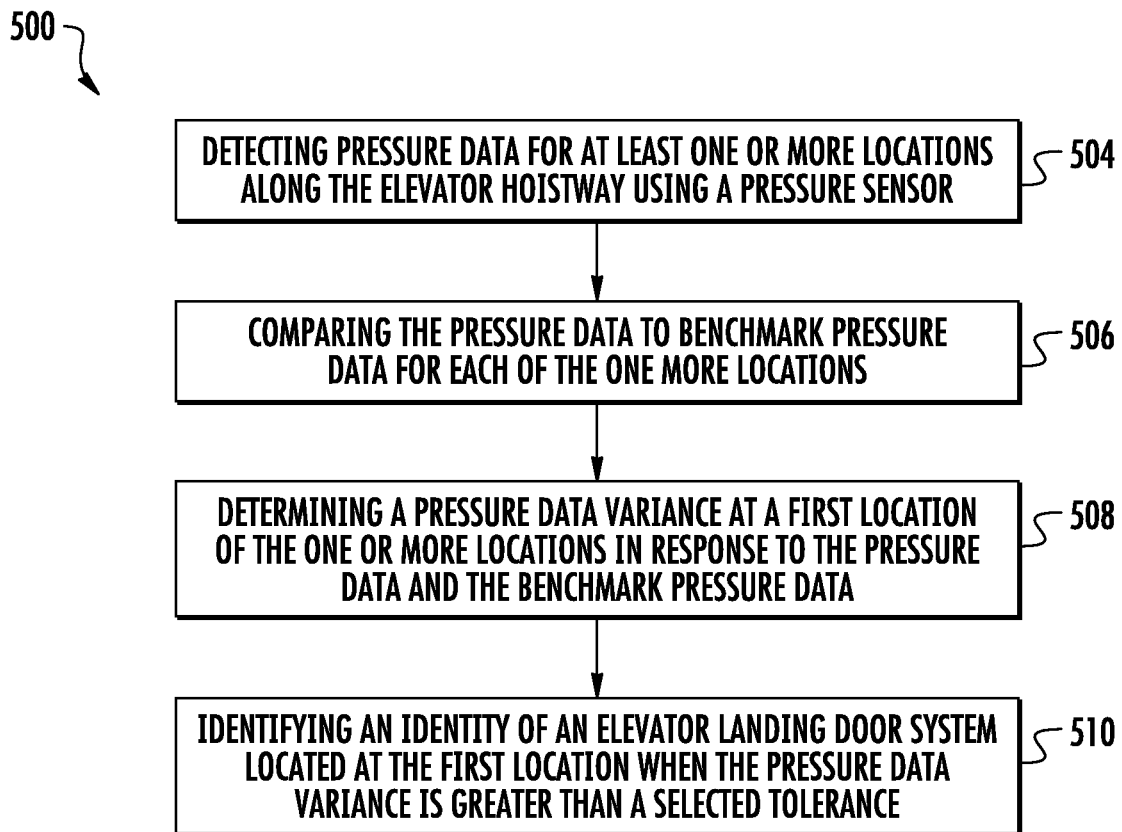 500
DETECTING PRESSURE DATA FOR AT LEAST ONE OR MORE LOCATIONS
ALONG THE ELEVATOR HOISTWAY USING A PRESSURE SENSOR
504
COMPARING THE PRESSURE DATA TO BENCHMARK PRESSURE
DATA FOR EACH OF THE ONE MORE LOCATIONS
506
DETERMINING A PRESSURE DATA VARIANCE AT A FIRST LOCATION
OF THE ONE OR MORE LOCATIONS IN RESPONSE TO THE PRESSURE
DATA AND THE BENCHMARK PRESSURE DATA
508
IDENTIFYING AN IDENTITY OF AN ELEVATOR LANDING DOOR SYSTEM
LOCATED AT THE FIRST LOCATION WHEN THE PRESSURE DATA
VARIANCE IS GREATER THAN A SELECTED TOLERANCE
510